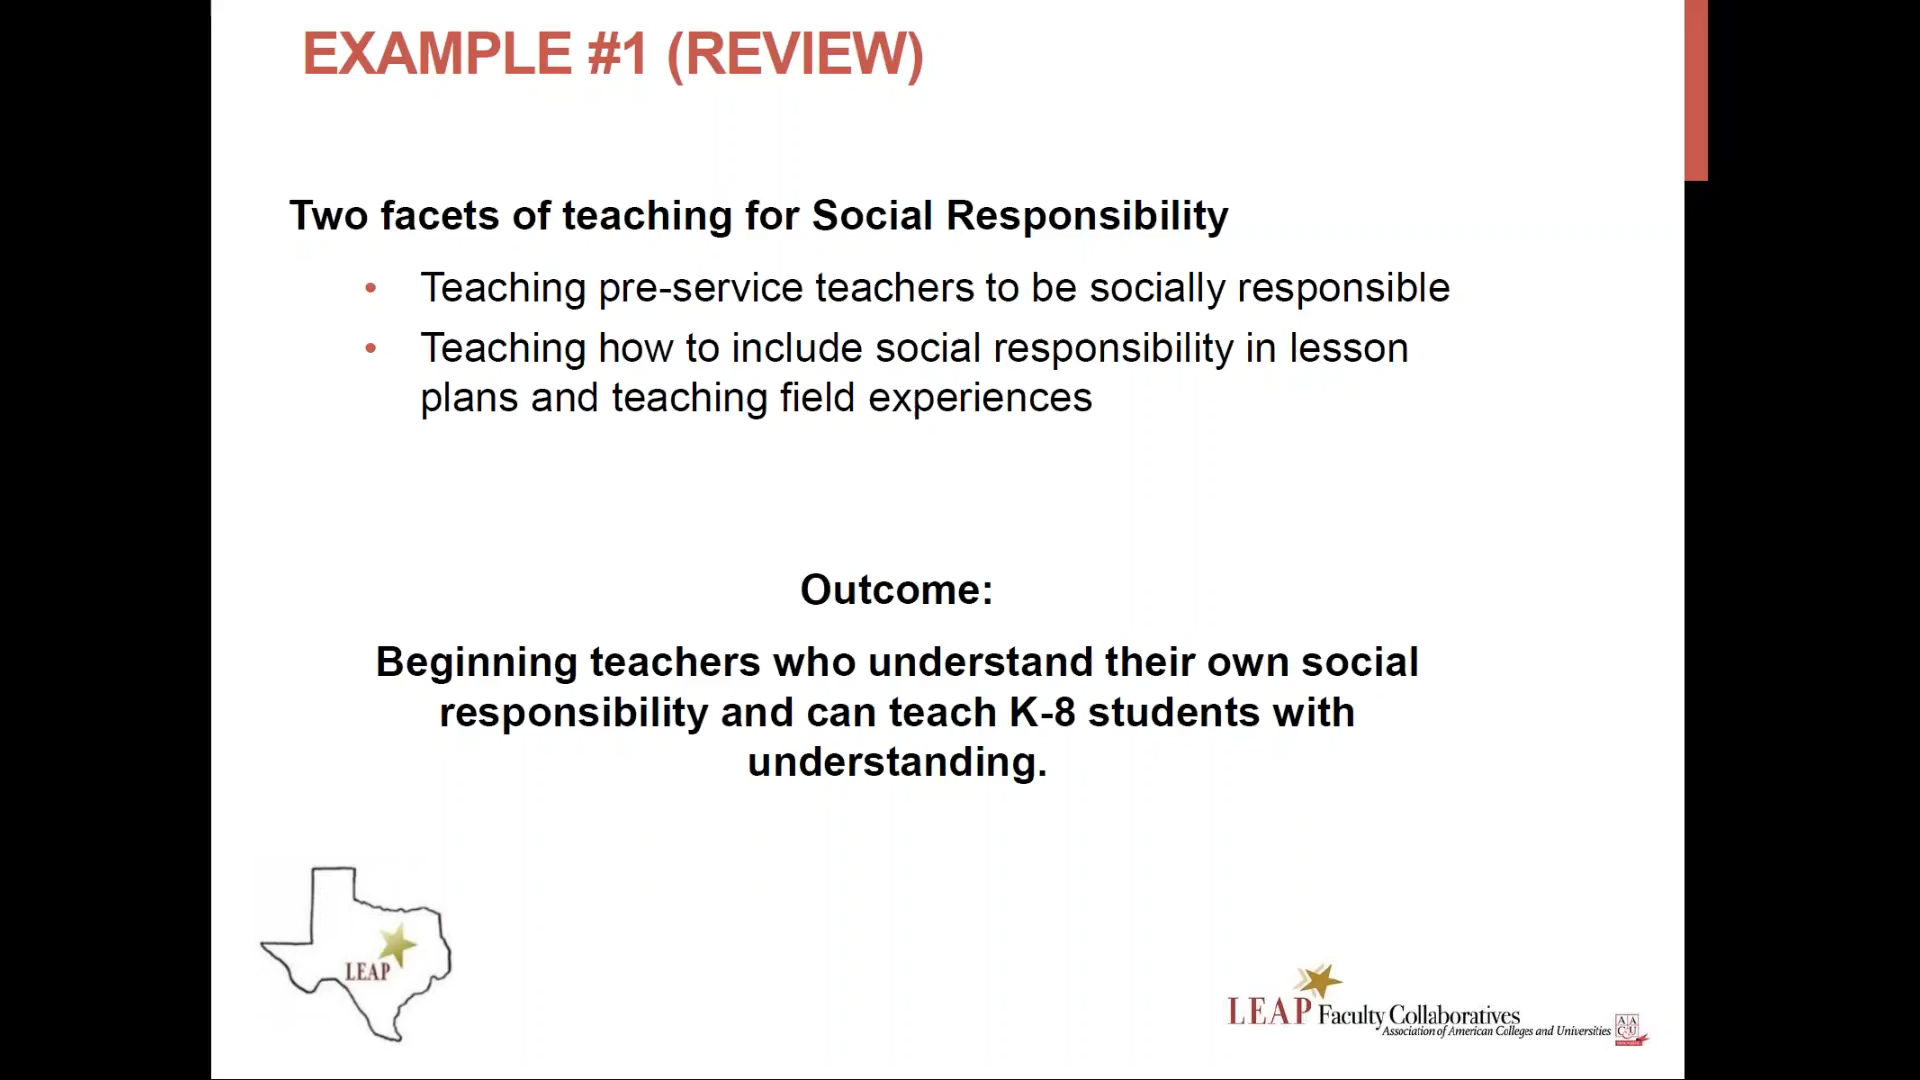 EXAMPLE #1 (REVIEW)
Two facets of teaching for Social Responsibility
• Teaching pre-service teachers to be socially responsible
• Teaching how to include social responsibility in lesson
plans and teaching field experiences
Outcome:
Beginning teachers who understand their own social
responsibility and can teach K-8 students with
understanding.
LEAP
LEAP Faculty Collaboratives
Association of American Colleges and Universities
AAC&U